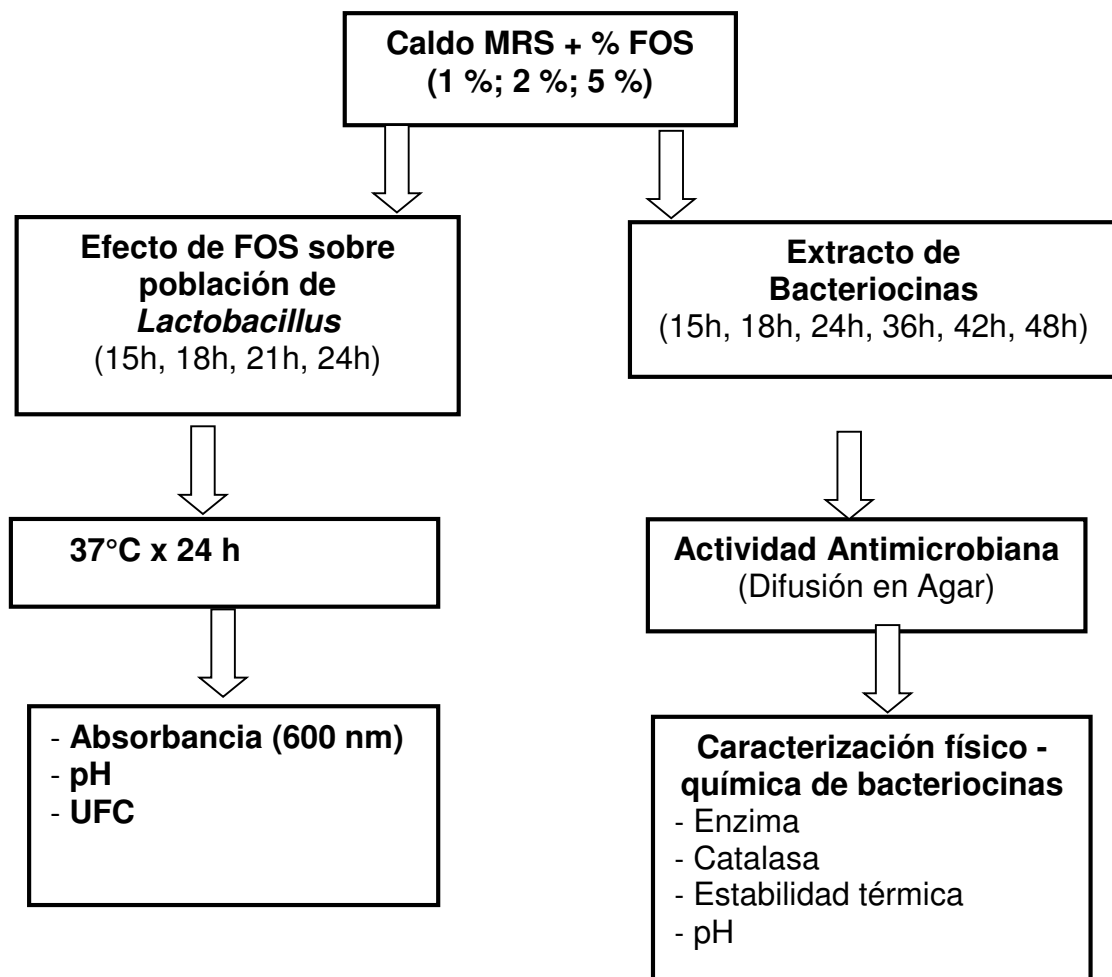 Caldo MRS + % FOS
(1 %; 2 %; 5 %)
Efecto de FOS sobre
población de
Lactobacillus
(15h, 18h, 21h, 24h)
Extracto de
Bacteriocinas
(15h, 18h, 24h, 36h, 42h, 48h)
37°C x 24 h
Actividad Antimicrobiana
(Difusión en Agar)
- Absorbancia (600 nm)
- pH
- UFC
Caracterización físico -
química de bacteriocinas
- Enzima
- Catalasa
- Estabilidad térmica
- pH